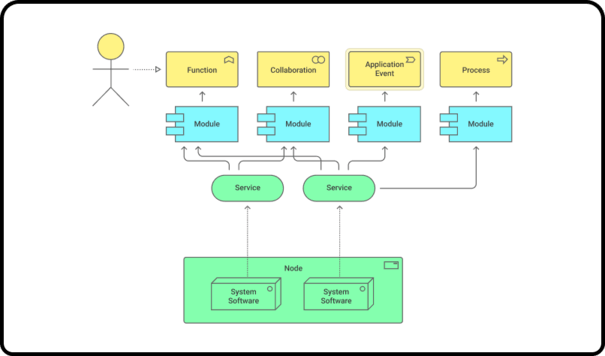 Function
Collaboration
Application
Event
Process
Module
Module
Module
Module
Service
Service
Node
System
Software
System
Software